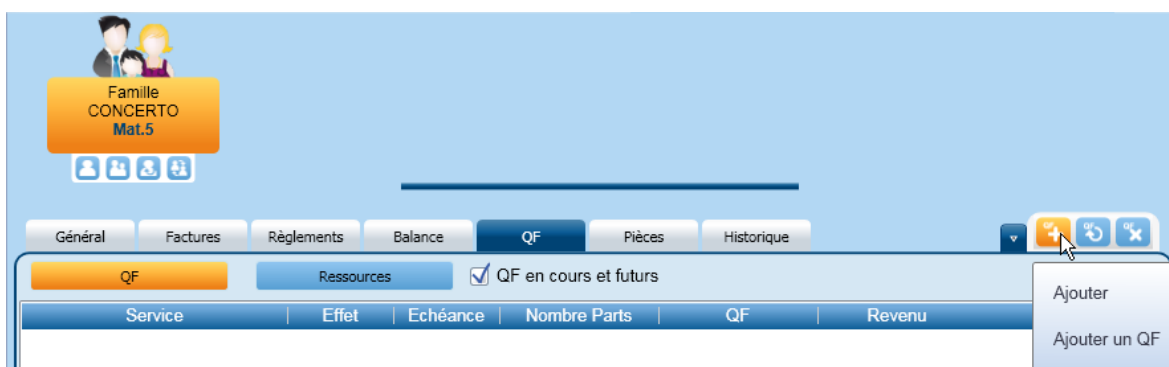 Famille
CONCERTO
Mat.5
Général Factures Règlements Balance QF Pièces Historique
QF Ressources QF en cours et futurs
Service Effet Echéance Nombre Parts QF Revenu
Ajouter
Ajouter un QF